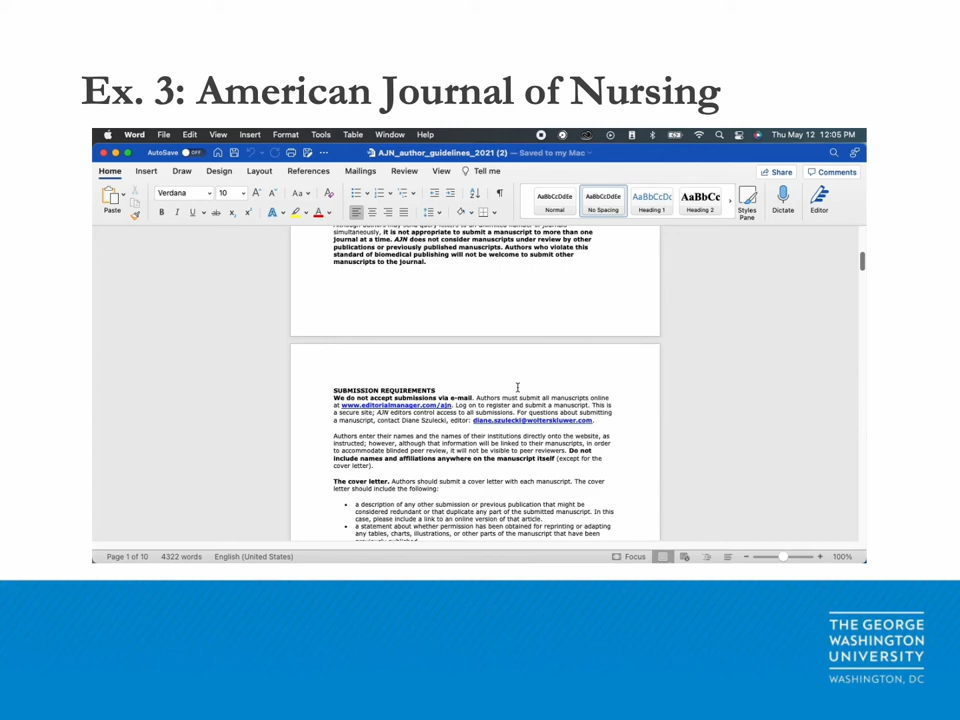 Ex. 3: American Journal of Nursing
Word File Edit View Insert Format Tools Table Window Help Thu May 12 12:05 PM
AutoSave OFF AJN_author_guidelines_2021 (2) — Saved to my Mac
Home Insert Draw Design Layout References Mailings Review View Tell me Share Comments
Paste Verdana 10
AaBbCcDdEe AaBbCcDdEe AaBbCcDdEe AaBbCc
Normal No Spacing Heading 1 Heading 2 Styles Pane Dictate Editor
simultaneously, it is not appropriate to submit a manuscript to more than one
journal at a time. AJN does not consider manuscripts under review by other
publications or previously published manuscripts. Authors who violate this
standard of biomedical publishing will not be welcome to submit other
manuscripts to the journal.
SUBMISSION REQUIREMENTS
We do not accept submissions via e-mail. Authors must submit all manuscripts online
at www.editorialmanager.com/ajn. Log on to register and submit a manuscript. This is
a secure site; AJN editors control access to all submissions. For questions about submitting
a manuscript, contact Diane Szulecki, editor: diane.szulecki@wolterskluwer.com.
Authors enter their names and the names of their institutions directly onto the website, as
instructed; however, although that information will be linked to their manuscripts, in order
to accommodate blinded peer review, it will not be visible to peer reviewers. Do not
include names and affiliations anywhere on the manuscript itself (except for the
cover letter).
The cover letter. Authors should submit a cover letter with each manuscript. The cover
letter should include the following:
• a description of any other submission or previous publication that might be
considered redundant or that duplicate any part of the submitted manuscript. In this
case, please include a link to an online version of that article.
• a statement about whether permission has been obtained for reprinting or adapting
any tables, charts, illustrations, or other parts of the manuscript that have been
Page 1 of 10 4322 words English (United States) Focus 100%
THE GEORGE
WASHINGTON
UNIVERSITY
WASHINGTON, DC